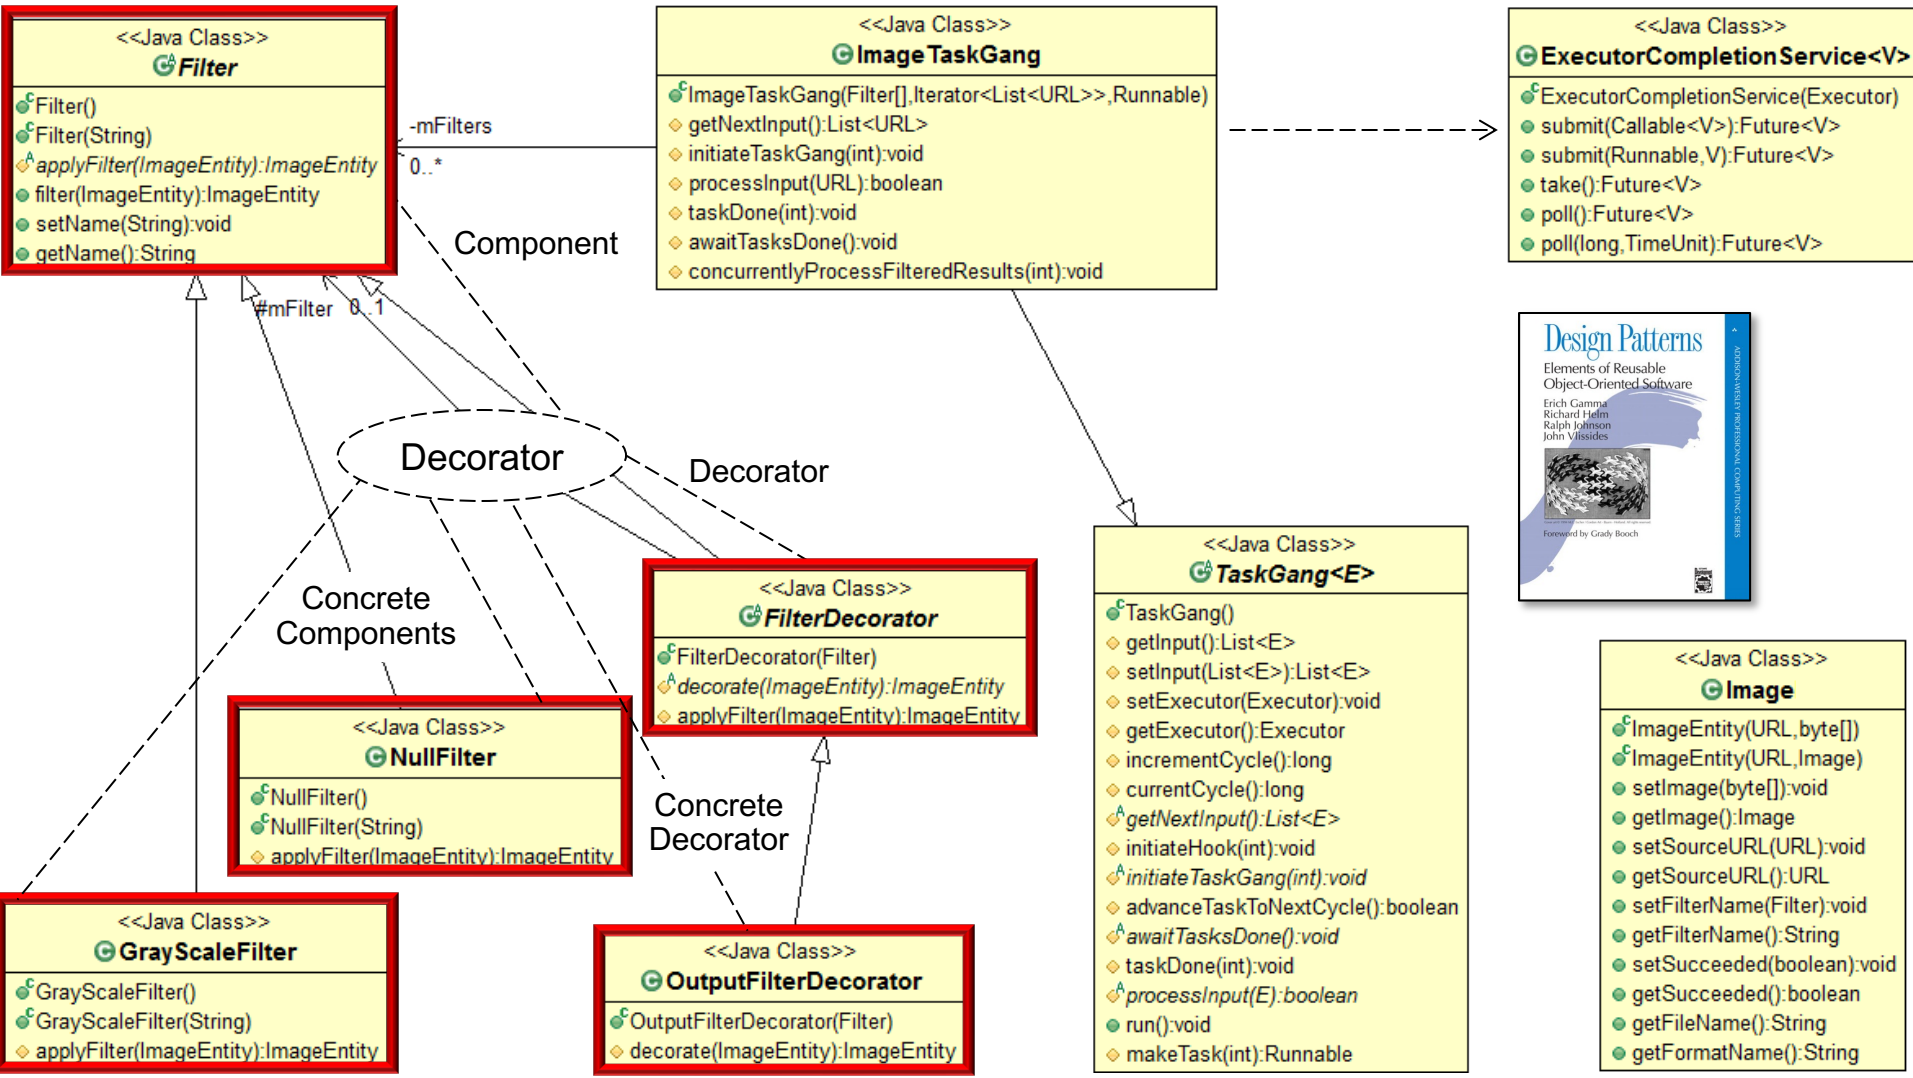 <<Java Class>>
Filter
Filter()
Filter(String)
applyFilter(ImageEntity):ImageEntity
filter(ImageEntity):ImageEntity
setName(String):void
getName():String
-mFilters
0..*
<<Java Class>>
ImageTaskGang
ImageTaskGang(Filter[],Iterator<List<URL>>,Runnable)
getNextInput():List<URL>
initiateTaskGang(int):void
processInput(URL):boolean
taskDone(int):void
awaitTasksDone():void
concurrentlyProcessFilteredResults(int):void
<<Java Class>>
ExecutorCompletionService<V>
ExecutorCompletionService(Executor)
submit(Callable<V>):Future<V>
submit(Runnable,V):Future<V>
take():Future<V>
poll():Future<V>
poll(long,TimeUnit):Future<V>
Component
#mFilter 0..1
Decorator
Decorator
Concrete
Components
Concrete
Decorator
Design Patterns
Elements of Reusable
Object-Oriented Software
Erich Gamma
Richard Helm
Ralph Johnson
John Vlissides
Foreword by Grady Booch
ADDISON-WESLEY PROFESSIONAL COMPUTING SERIES
<<Java Class>>
FilterDecorator
FilterDecorator(Filter)
decorate(ImageEntity):ImageEntity
applyFilter(ImageEntity):ImageEntity
<<Java Class>>
NullFilter
NullFilter()
NullFilter(String)
applyFilter(ImageEntity):ImageEntity
<<Java Class>>
GrayScaleFilter
GrayScaleFilter()
GrayScaleFilter(String)
applyFilter(ImageEntity):ImageEntity
<<Java Class>>
OutputFilterDecorator
OutputFilterDecorator(Filter)
decorate(ImageEntity):ImageEntity
<<Java Class>>
TaskGang<E>
TaskGang()
getInput():List<E>
setInput(List<E>):List<E>
setExecutor(Executor):void
getExecutor():Executor
incrementCycle():long
currentCycle():long
getNextInput():List<E>
initiateHook(int):void
initiateTaskGang(int):void
advanceTaskToNextCycle():boolean
awaitTasksDone():void
taskDone(int):void
processInput(E):boolean
run():void
makeTask(int):Runnable
<<Java Class>>
Image
ImageEntity(URL,byte[])
ImageEntity(URL,Image)
setImage(byte[]):void
getImage():Image
setSourceURL(URL):void
getSourceURL():URL
setFilterName(Filter):void
getFilterName():String
setSucceeded(boolean):void
getSucceeded():boolean
getFileName():String
getFormatName():String